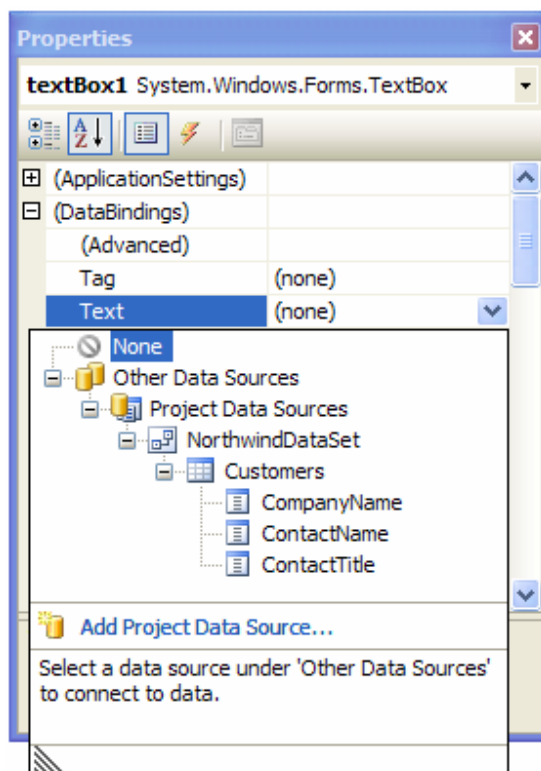 Properties
textBox1 System.Windows.Forms.TextBox
(ApplicationSettings)
(DataBindings)
(Advanced)
Tag (none)
Text (none)
None
Other Data Sources
Project Data Sources
NorthwindDataSet
Customers
CompanyName
ContactName
ContactTitle
Add Project Data Source...
Select a data source under 'Other Data Sources'
to connect to data.